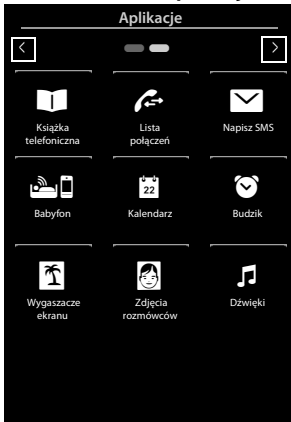 Aplikacje
Książka
telefoniczna
Lista
połączeń
Napisz SMS
22
Babyfon
Kalendarz
Budzik
Wygaszacze
ekranu
Zdjęcia
rozmówców
Dźwięki